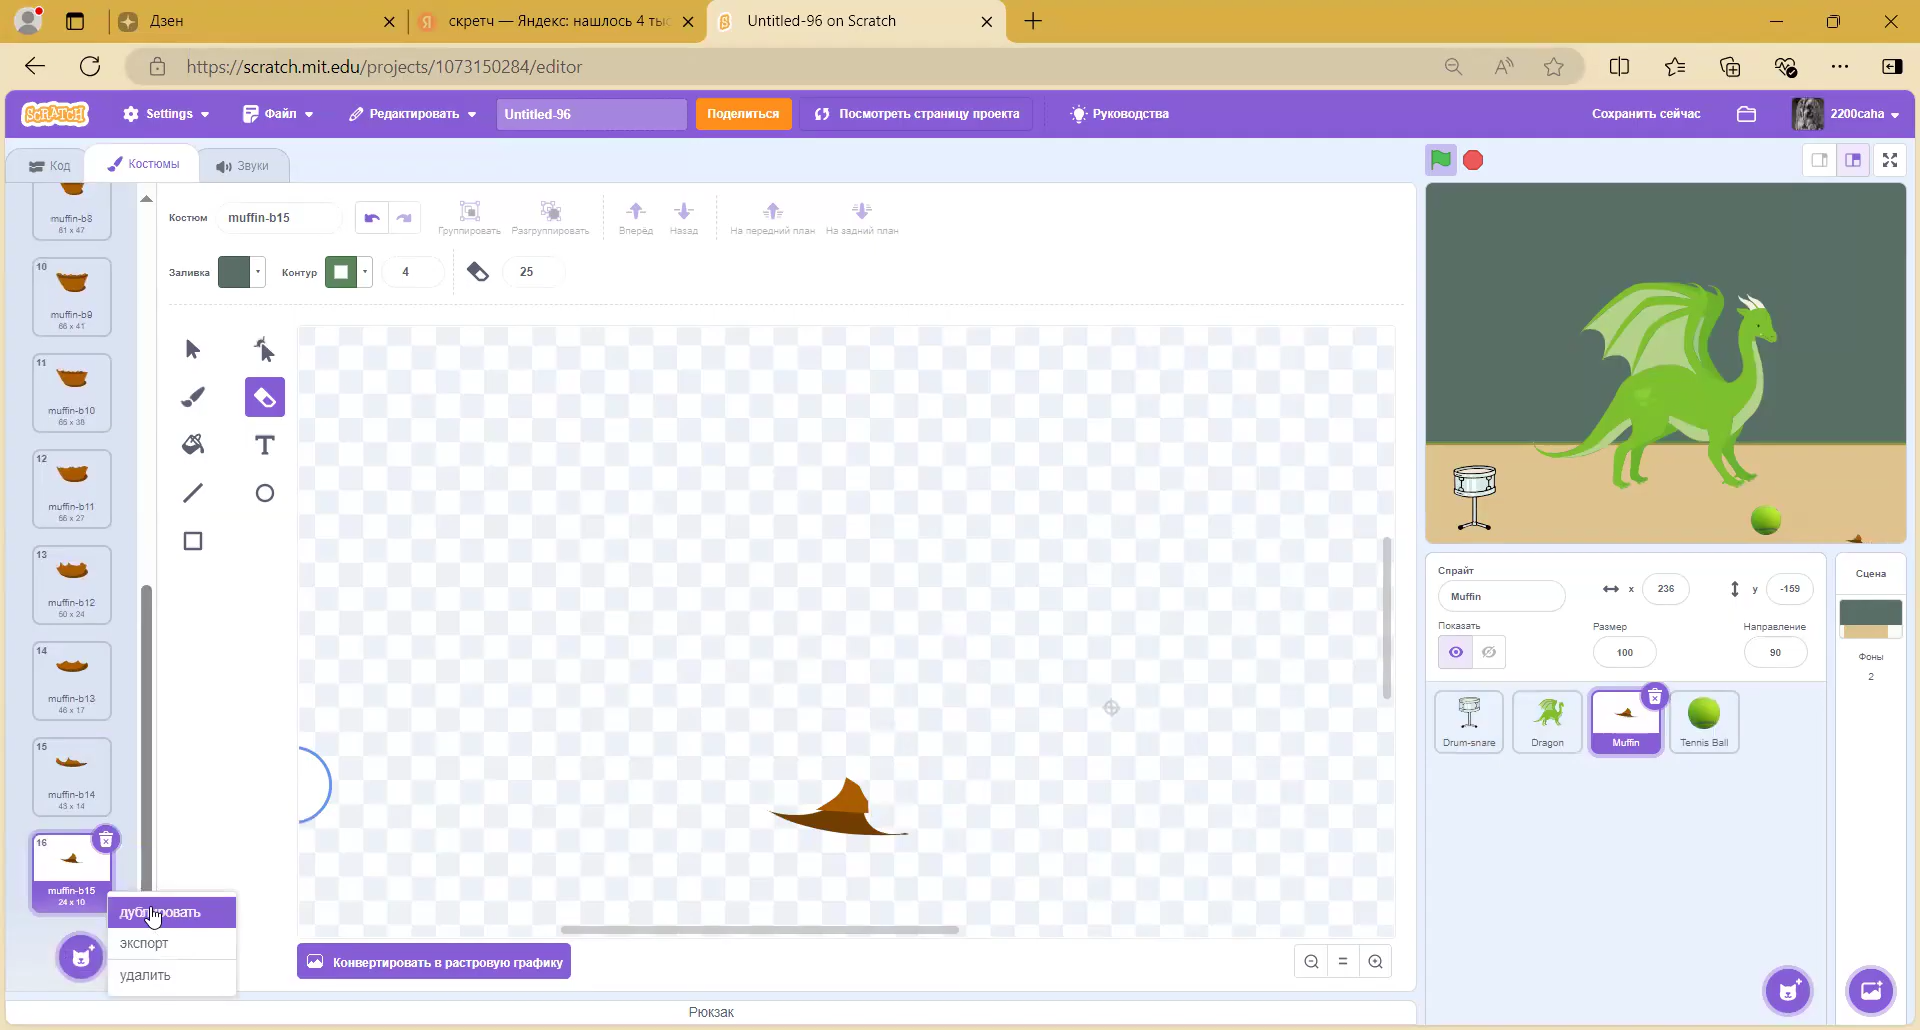 Дзен
скретч — Яндекс: нашлось 4 тыс
Untitled-96 on Scratch
https://scratch.mit.edu/projects/1073150284/editor
SCRATCH
Settings
Файл
Редактировать
Untitled-96
Поделиться
Посмотреть страницу проекта
Руководства
Сохранить сейчас
2200caha
Код
Костюмы
Звуки
muffin-b8
61 x 47
10
muffin-b9
66 x 41
11
muffin-b10
65 x 38
12
muffin-b11
56 x 27
13
muffin-b12
50 x 24
14
muffin-b13
46 x 17
15
muffin-b14
43 x 14
16
muffin-b15
24 x 10
дублировать
экспорт
удалить
Костюм
muffin-b15
Группировать
Разгруппировать
Вперёд
Назад
На передний план
На задний план
Заливка
Контур
4
25
T
Конвертировать в растровую графику
Рюкзак
Спрайт
Muffin
x
236
y
-159
Показать
Размер
100
Направление
90
Drum-snare
Dragon
Muffin
Tennis Ball
Сцена
Фоны
2